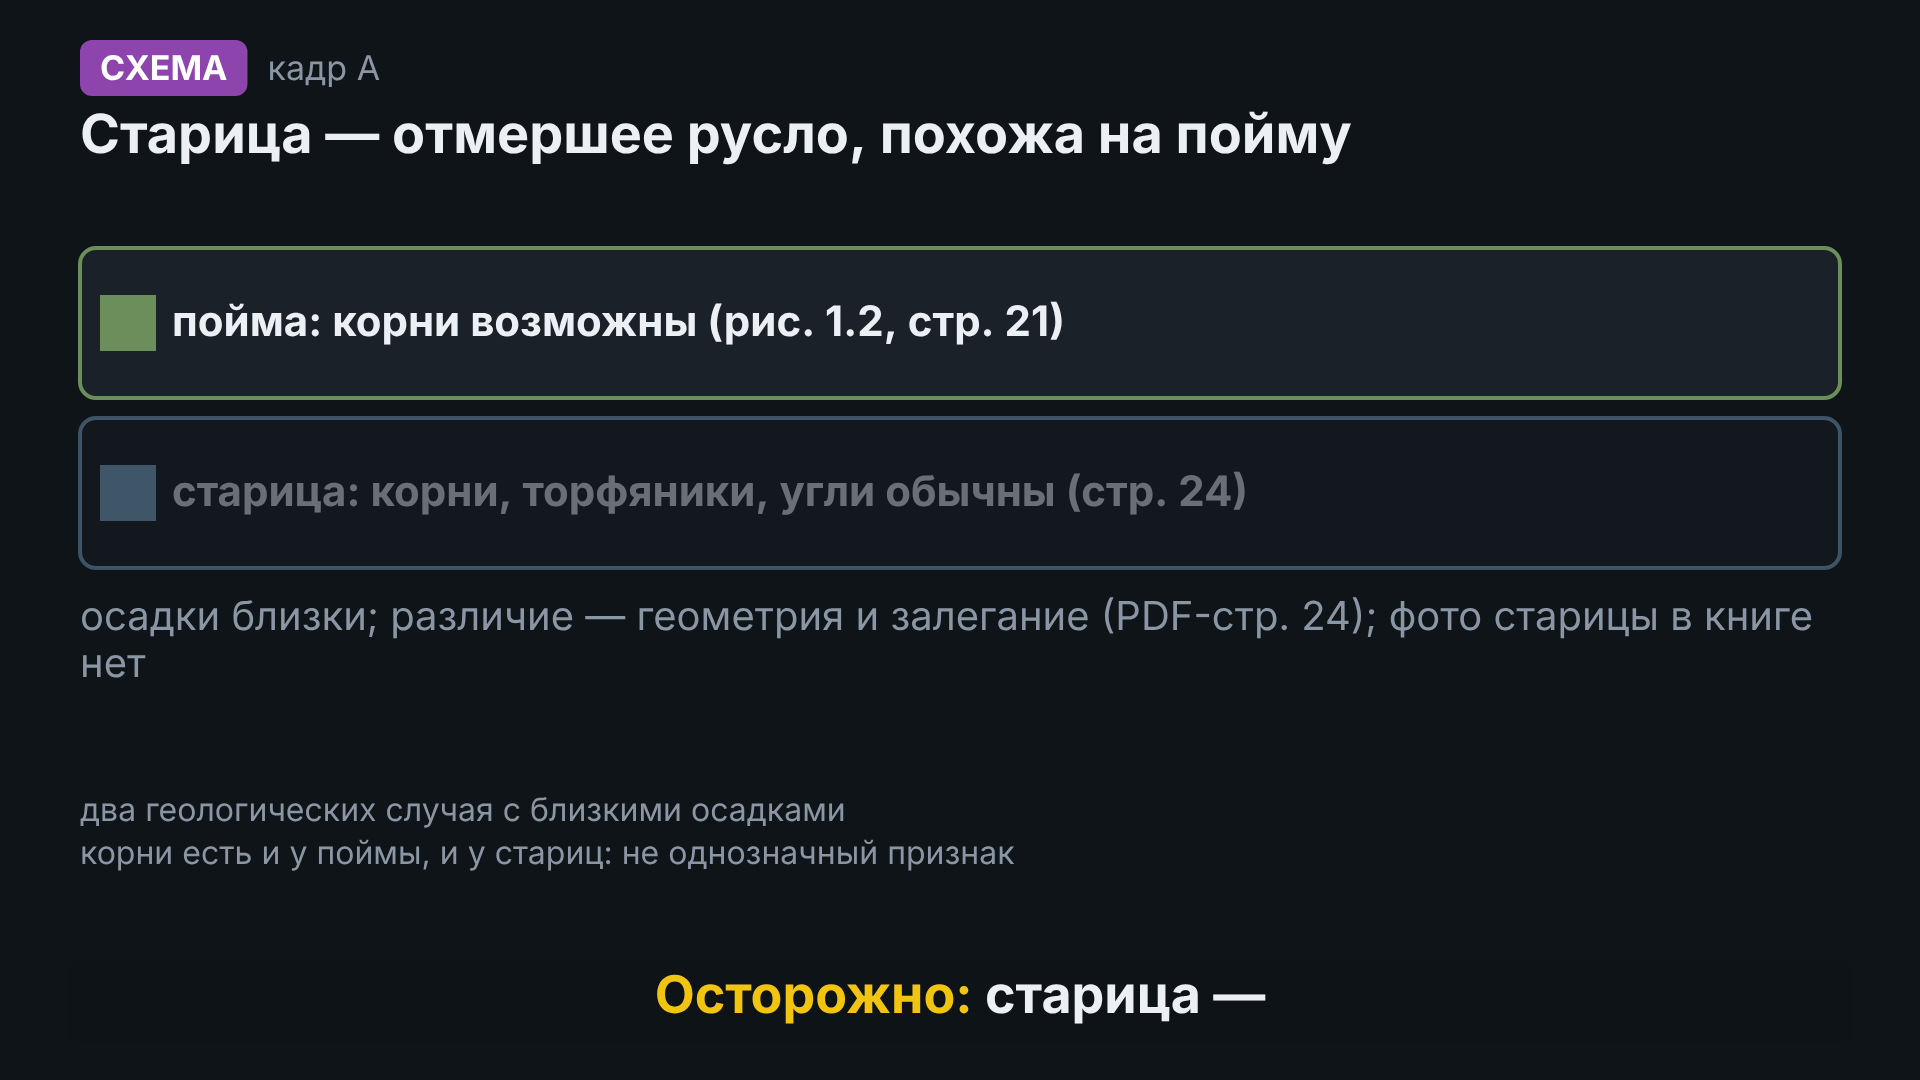 СХЕМА кадр А
Старица — отмершее русло, похожа на пойму
пойма: корни возможны (рис. 1.2, стр. 21)
старица: корни, торфяники, угли обычны (стр. 24)
осадки близки; различие — геометрия и залегание (PDF-стр. 24); фото старицы в книге
нет
два геологических случая с близкими осадками
корни есть и у поймы, и у стариц: не однозначный признак
Осторожно: старица —